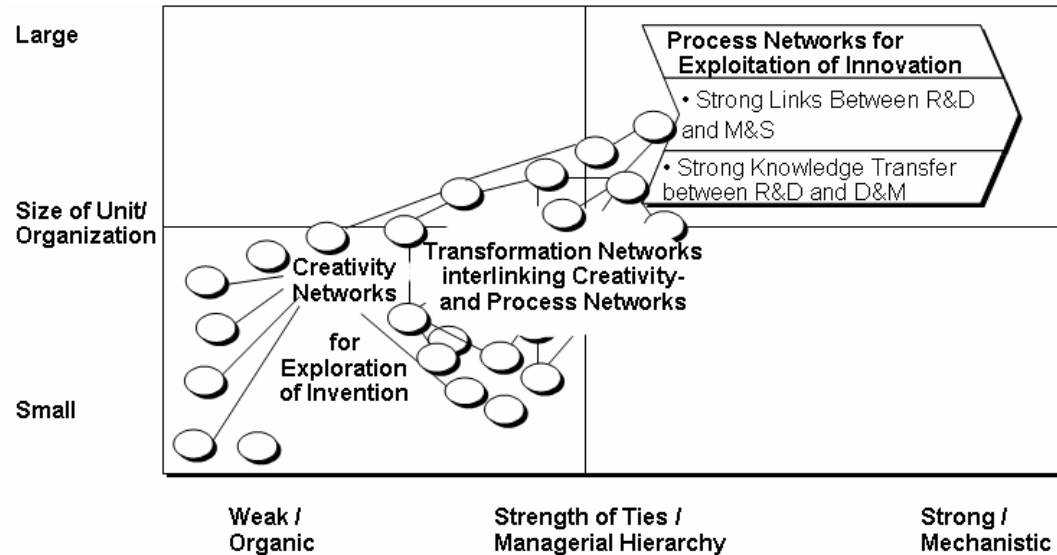 Large
Process Networks for
Exploitation of Innovation
• Strong Links Between R&D
and M&S
• Strong Knowledge Transfer
between R&D and D&M
Size of Unit/
Organization
Transformation Networks
interlinking Creativity-
and Process Networks
Creativity
Networks
for
Exploration
of Invention
Small
Weak /
Organic
Strength of Ties /
Managerial Hierarchy
Strong /
Mechanistic